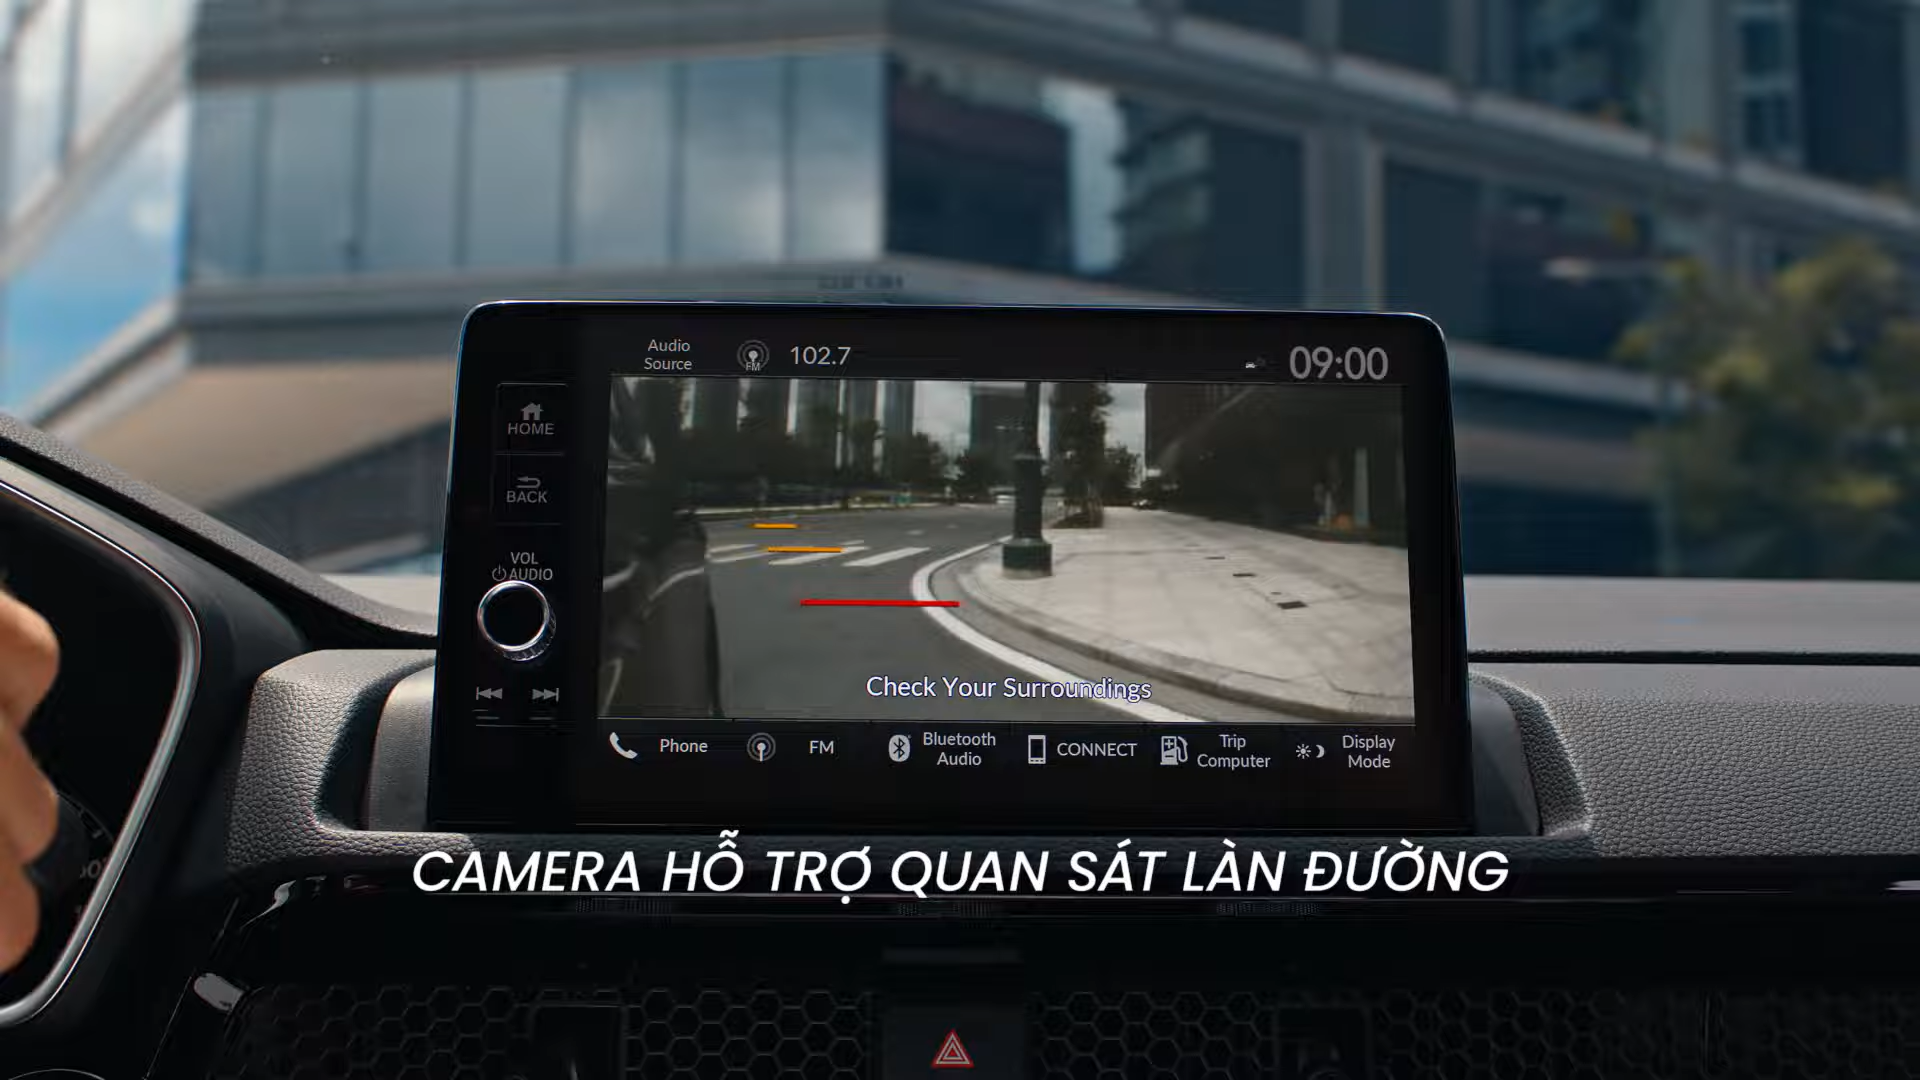 Audio
Source
FM
102.7
09:00
HOME
BACK
VOL
AUDIO
Check Your Surroundings
Phone
FM
Bluetooth
Audio
CONNECT
Trip
Computer
Display
Mode
CAMERA HỖ TRỢ QUAN SÁT LÀN ĐƯỜNG